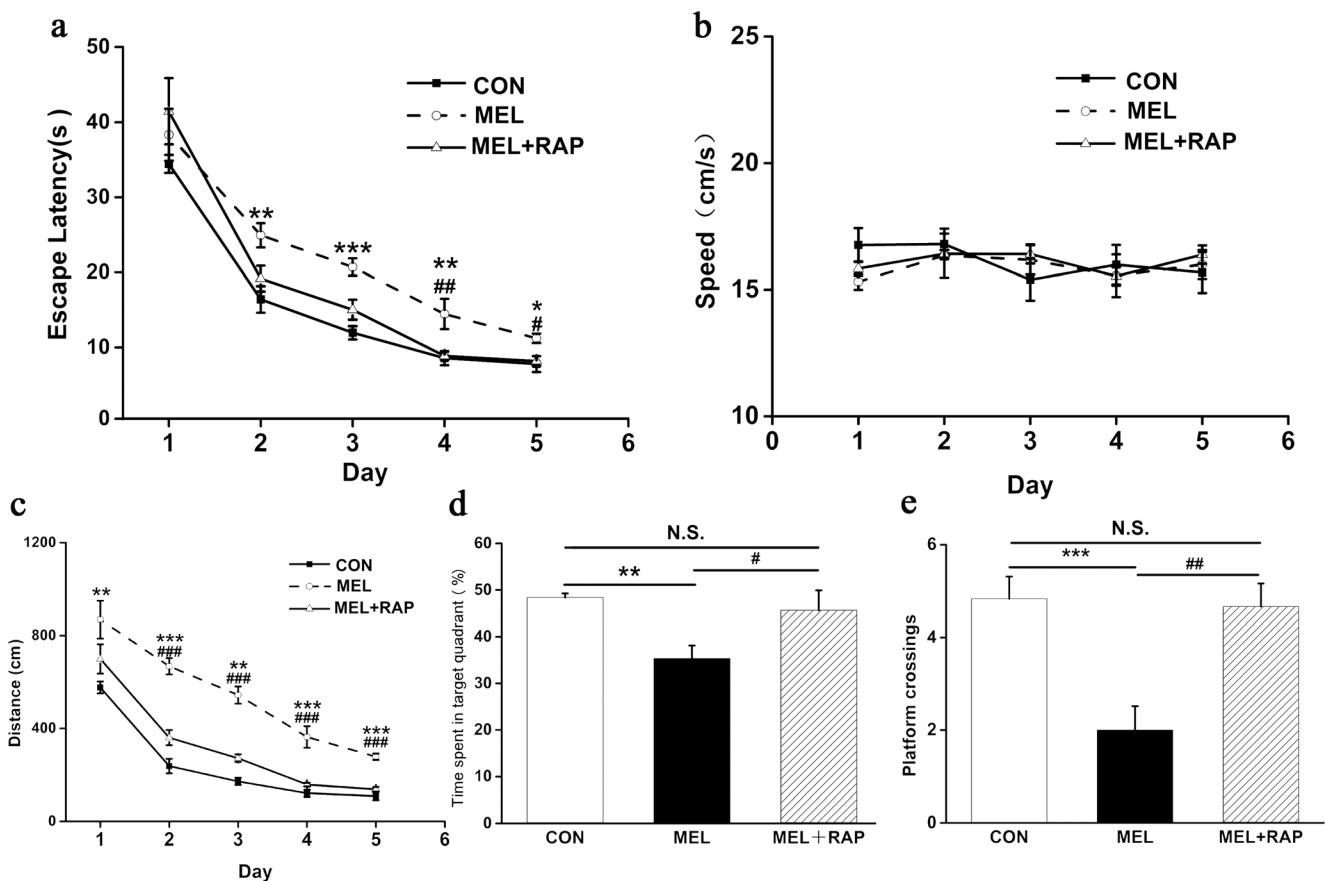 a
50
40
30
20
10
0
Escape Latency(s)
CON
MEL
MEL+RAP
**
***
**
##
*
#
1 2 3 4 5 6
Day
b
25
20
15
10
Speed（cm/s）
CON
MEL
MEL+RAP
0 1 2 3 4 5 6
Day
c
1200
800
400
0
Distance (cm)
CON
MEL
MEL+RAP
**
***
###
**
###
***
###
***
###
1 2 3 4 5 6
Day
d
60
50
40
30
20
10
0
Time spent in target quadrant（%）
N.S.
**
#
CON MEL MEL+RAP
e
6
4
2
0
Platform crossings
N.S.
***
##
CON MEL MEL+RAP